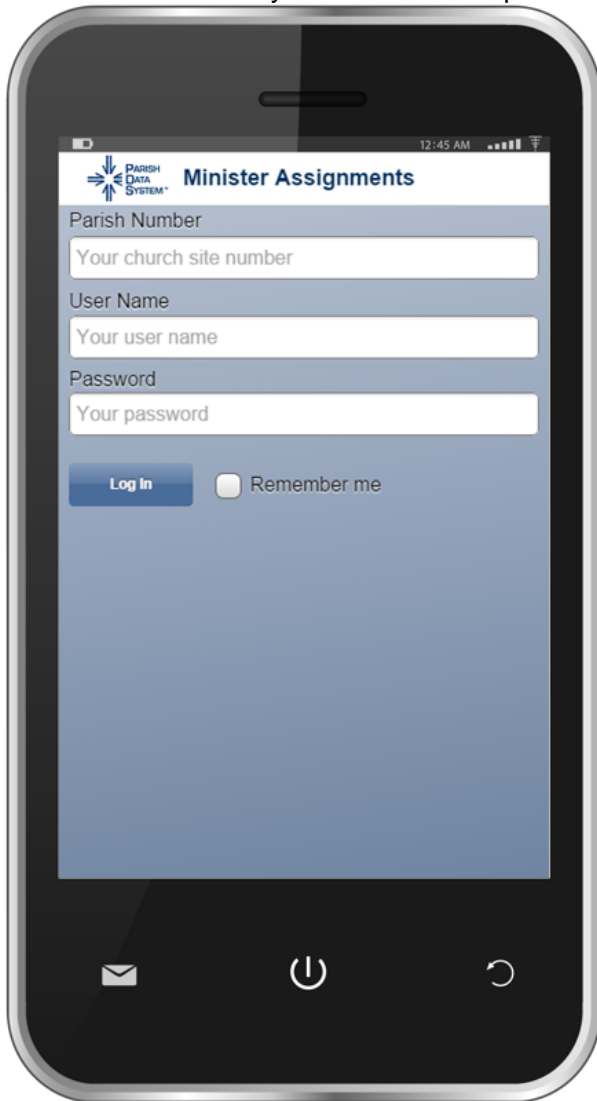 12:45 AM
PARISH
DATA
SYSTEM™
Minister Assignments
Parish Number
Your church site number
User Name
Your user name
Password
Your password
Log In
Remember me